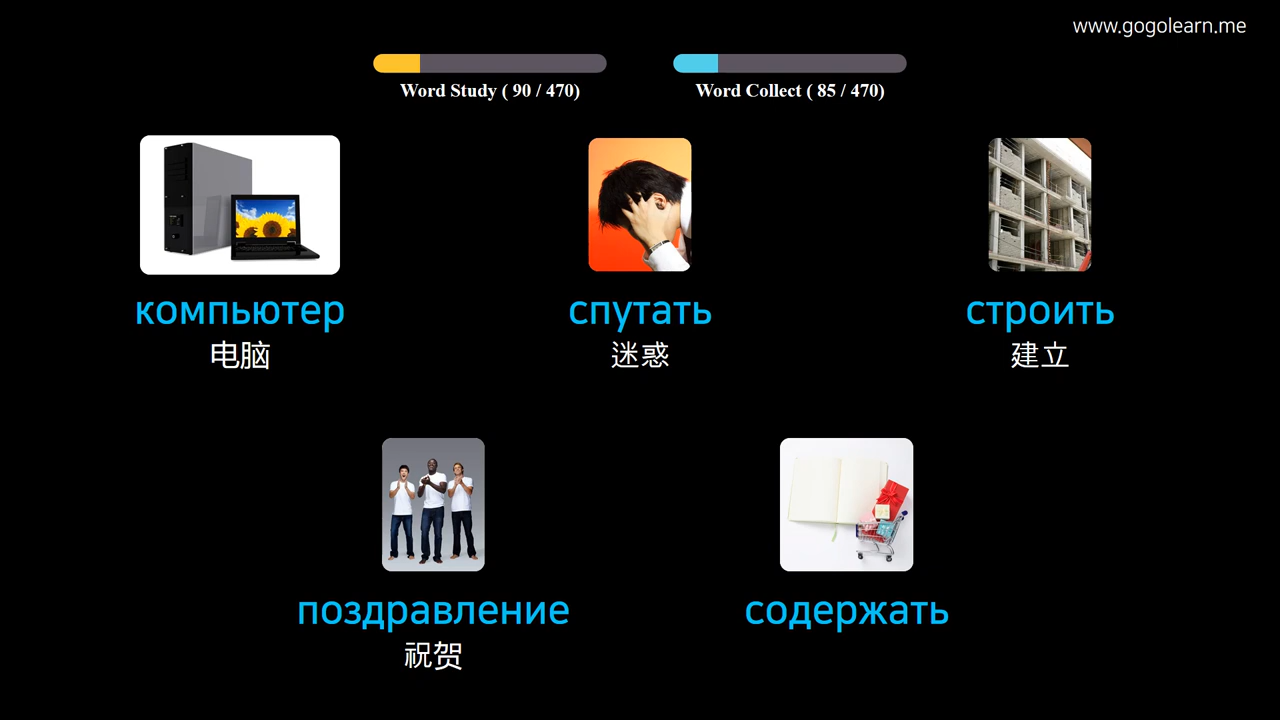 www.gogolearn.me
Word Study ( 90 / 470)
Word Collect ( 85 / 470)
компьютер
电脑
спутать
迷惑
строить
建立
поздравление
祝贺
содержать